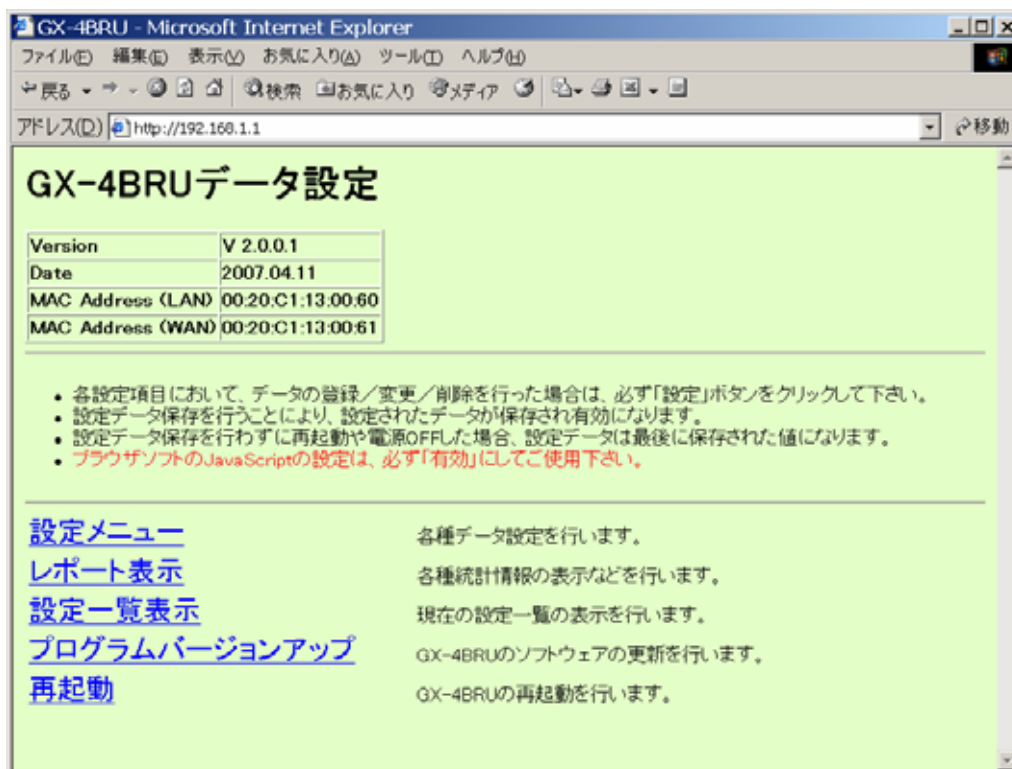 GX-4BRU - Microsoft Internet Explorer
ファイル(F) 編集(E) 表示(V) お気に入り(A) ツール(T) ヘルプ(H)
戻る 検索 お気に入り メディア
アドレス(D) http://192.168.1.1 移動
GX-4BRUデータ設定
Version V 2.0.0.1
Date 2007.04.11
MAC Address (LAN) 00:20:C1:13:00:60
MAC Address (WAN) 00:20:C1:13:00:61
・各設定項目において、データの登録／変更／削除を行った場合は、必ず「設定」ボタンをクリックして下さい。
・設定データ保存を行うことにより、設定されたデータが保存され有効になります。
・設定データ保存を行わずに再起動や電源OFFした場合、設定データは最後に保存された値になります。
・ブラウザソフトのJavaScriptの設定は、必ず「有効」にしてご使用下さい。
設定メニュー 各種データ設定を行います。
レポート表示 各種統計情報の表示などを行います。
設定一覧表示 現在の設定一覧の表示を行います。
プログラムバージョンアップ GX-4BRUのソフトウェアの更新を行います。
再起動 GX-4BRUの再起動を行います。